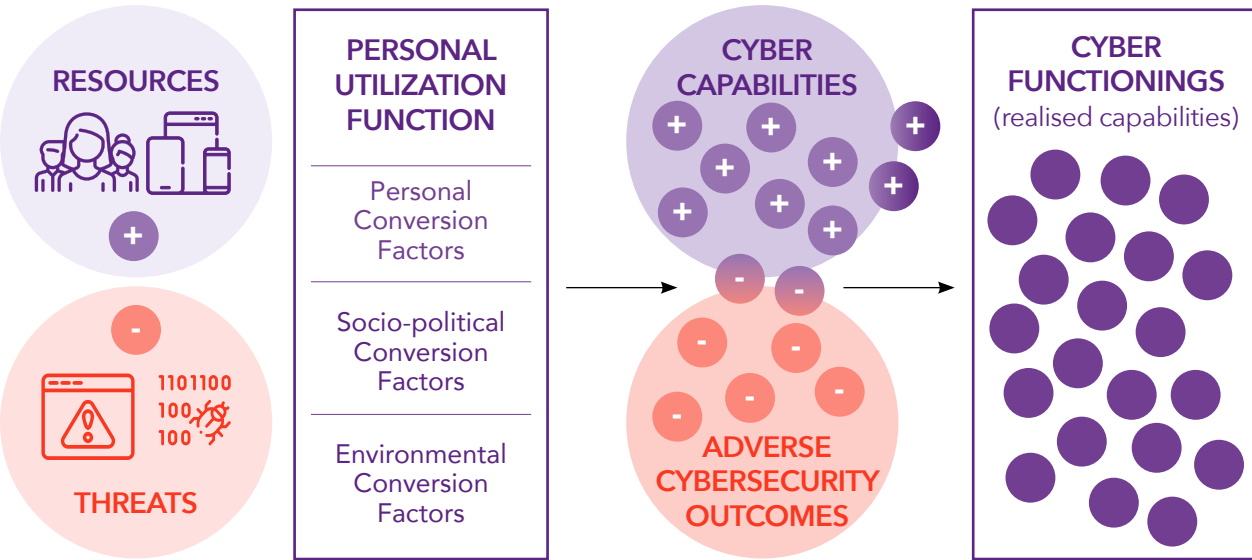 RESOURCES
+
-
1101100
100
100
THREATS
PERSONAL
UTILIZATION
FUNCTION
Personal
Conversion
Factors
Socio-political
Conversion
Factors
Environmental
Conversion
Factors
CYBER
CAPABILITIES
+
+
+
+
+
+
+
+
+
-
-
-
-
-
-
-
ADVERSE
CYBERSECURITY
OUTCOMES
CYBER
FUNCTIONINGS
(realised capabilities)